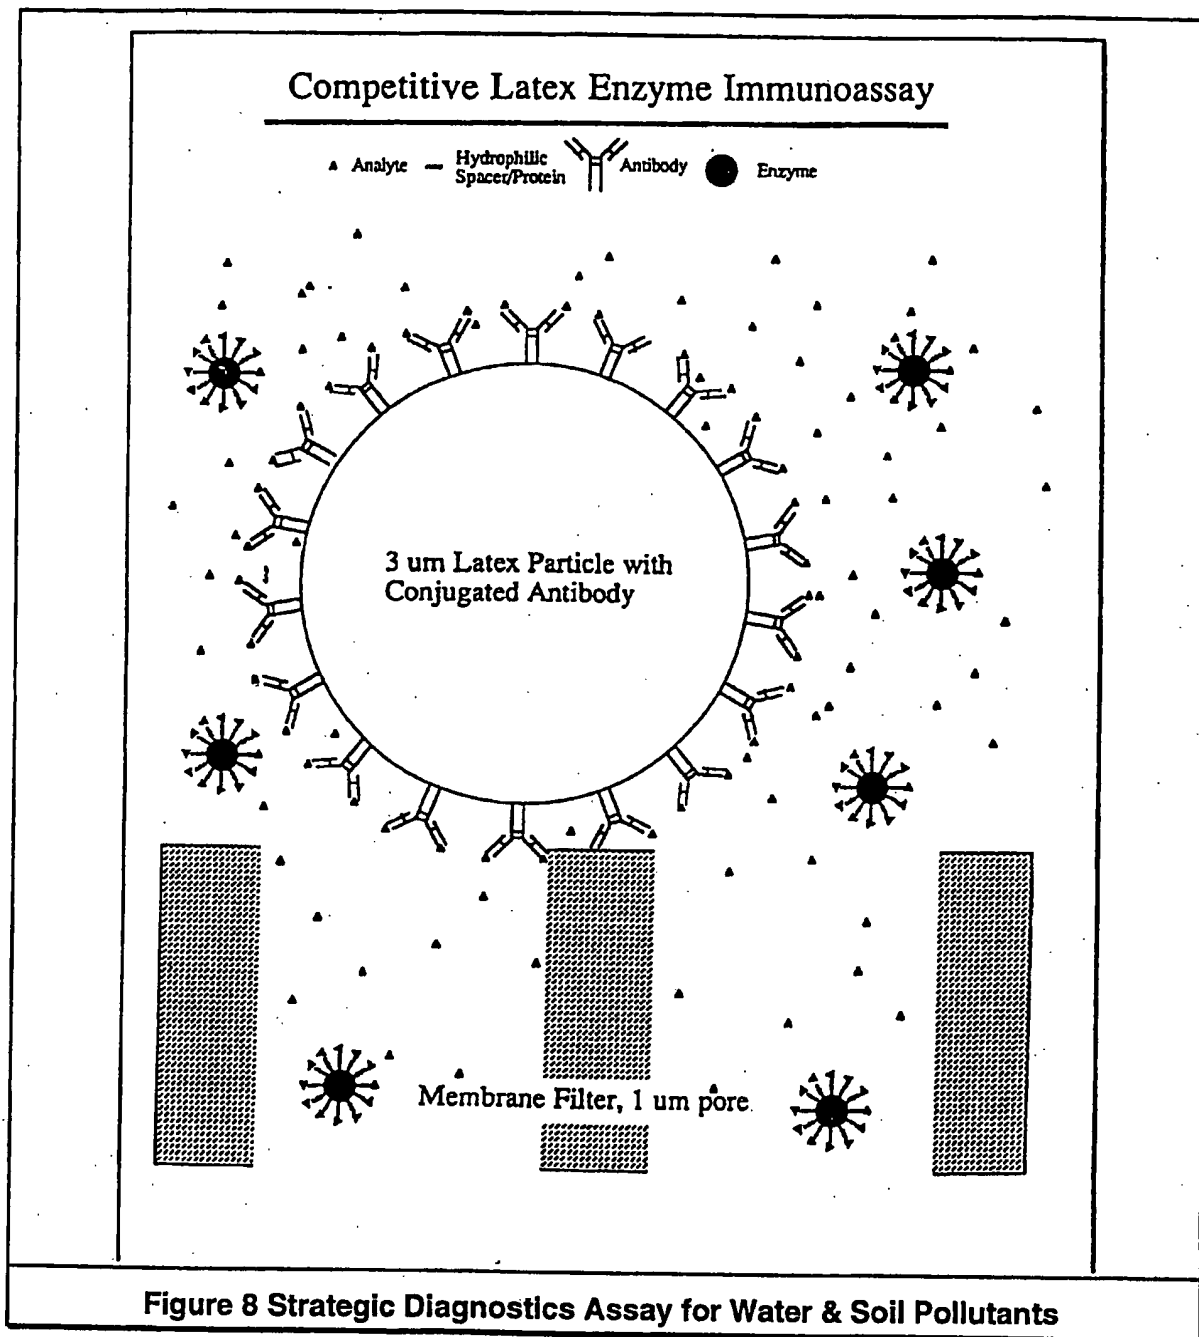 Competitive Latex Enzyme Immunoassay
Analyte
Hydrophilic
Spacer/Protein
Antibody
Enzyme
3 um Latex Particle with
Conjugated Antibody
Membrane Filter, 1 um pore
Figure 8 Strategic Diagnostics Assay for Water & Soil Pollutants